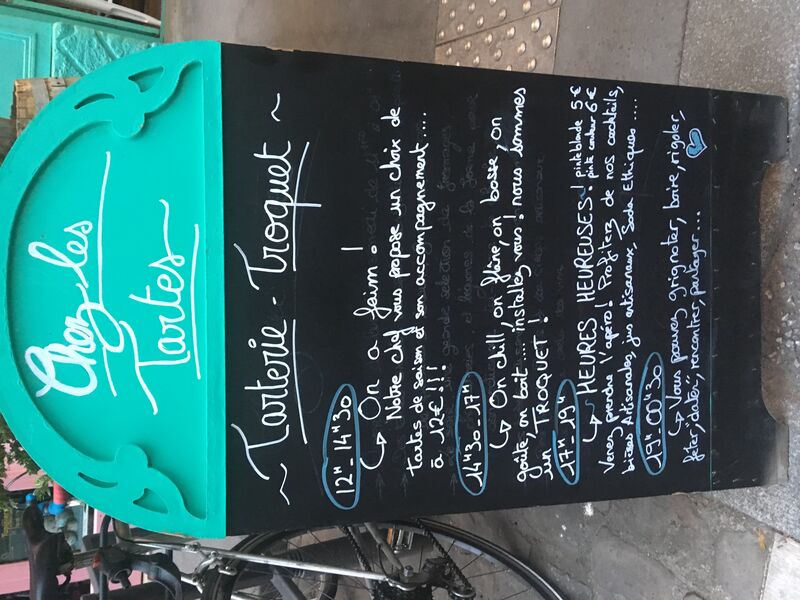 Chez les
Tartes
~ Tarterie - Troquet ~
12H - 14H30
↳ On a faim !
Notre chef vous propose un choix de
tartes de saison et son accompagnement ....
à 12€ !!!
14H30 - 17H
↳ On chill, on flâne, on bosse, on
goûte, on boit .... installez vous ! nous sommes
un TROQUET !
17H - 19H
↳ HEURES HEUREUSES ! pinte blonde 5€
pinte couleur 6€
Venez prendre l'apéro ! Profitez de nos cocktails,
bières Artisanales, jus artisanaux Soda Ethiques ....
19H - 00H30
↳ Vous pouvez grignoter, boire, rigoler,
fêter, "dater", rencontrer, partager ...